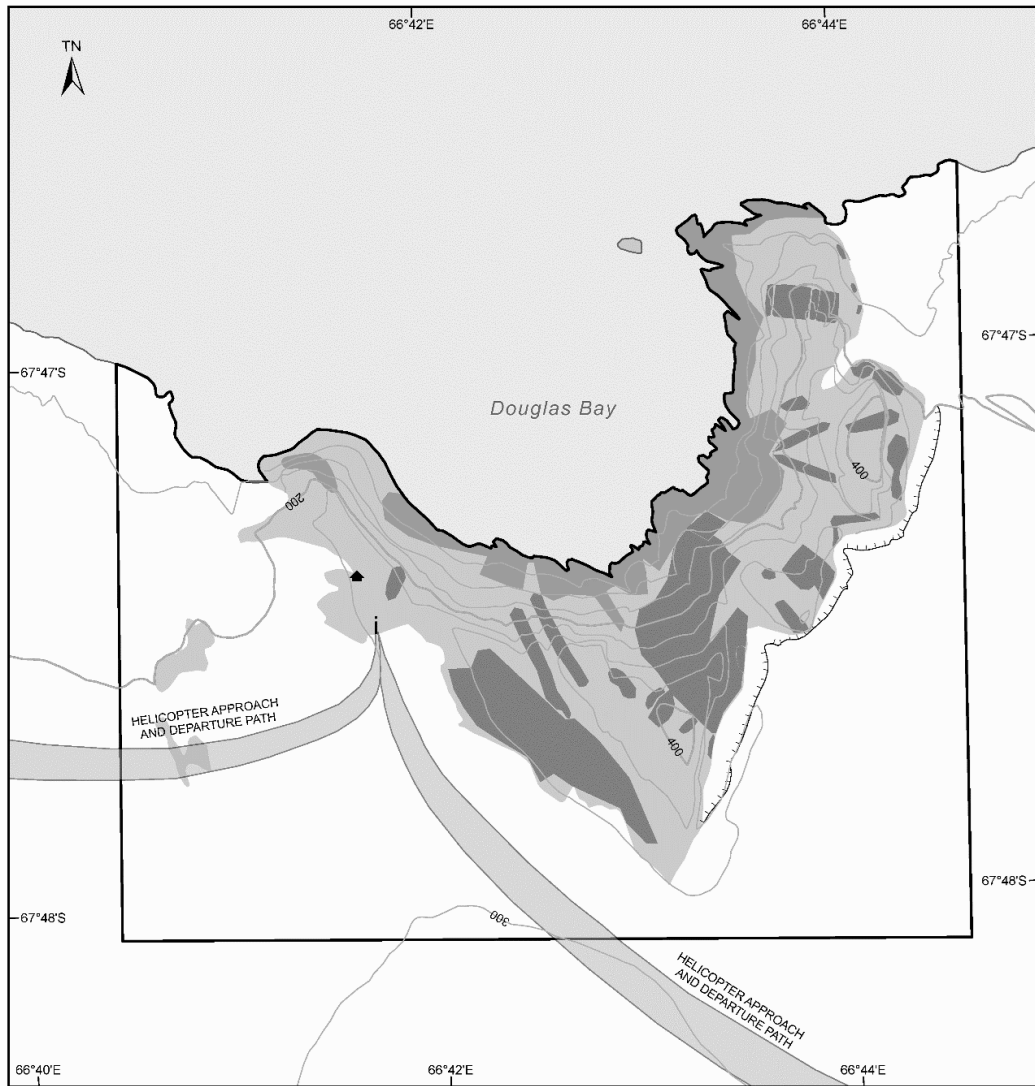 66°42'E
66°44'E
TN
67°47'S
67°47'S
Douglas Bay
400
200
HELICOPTER APPROACH
AND DEPARTURE PATH
400
67°48'S
67°48'S
300
HELICOPTER APPROACH
AND DEPARTURE PATH
66°40'E
66°42'E
66°44'E